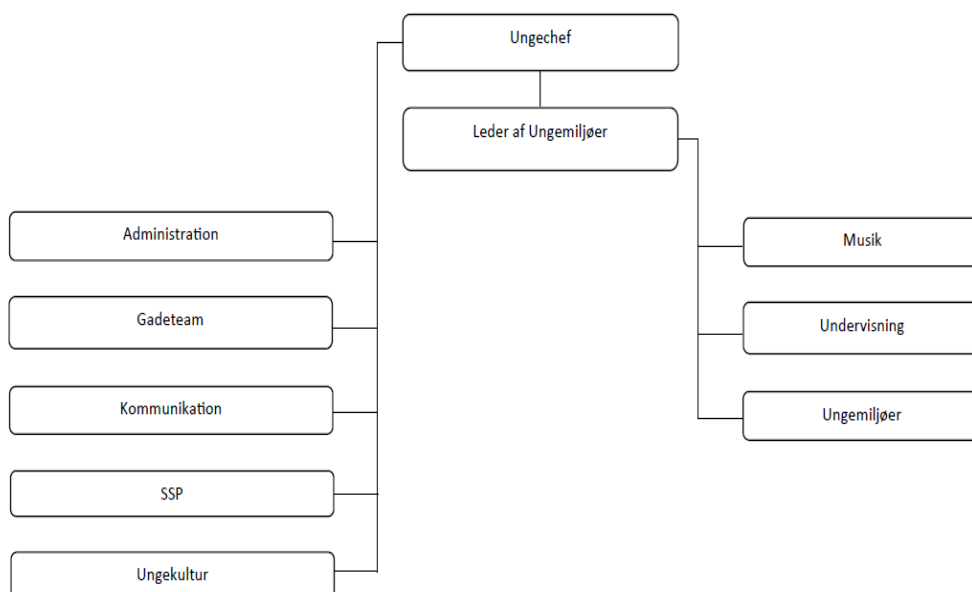 Ungechef
Leder af Ungemiljøer
Administration
Gadeteam
Kommunikation
SSP
Ungekultur
Musik
Undervisning
Ungemiljøer